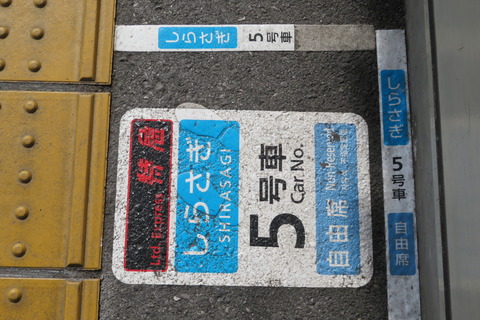 しらさぎ 5号車
特急
Ltd. Express
しらさぎ
SHIRASAGI
5号車
Car No.
自由席
Non Reserved
しらさぎ
5号車
自由席